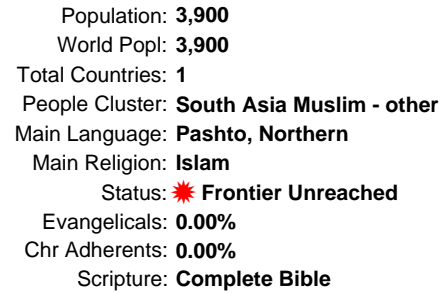 Population: 3,900
World Popl: 3,900
Total Countries: 1
People Cluster: South Asia Muslim - other
Main Language: Pashto, Northern
Main Religion: Islam
Status: Frontier Unreached
Evangelicals: 0.00%
Chr Adherents: 0.00%
Scripture: Complete Bible